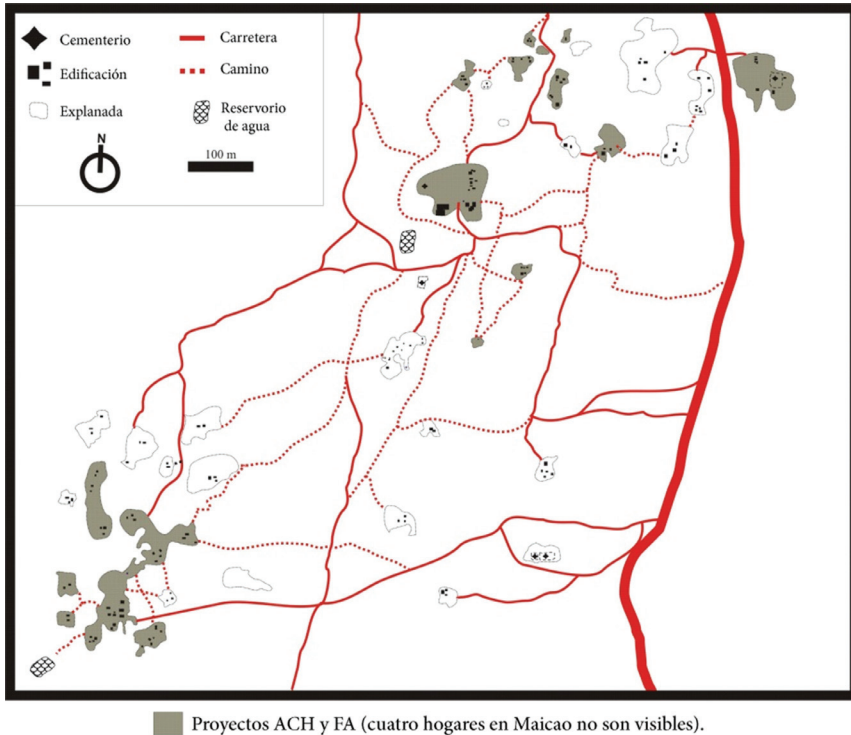 Cementerio
Carretera
Edificación
Camino
Explanada
Reservorio
de agua
N
100 m
Proyectos ACH y FA (cuatro hogares en Maicao no son visibles).